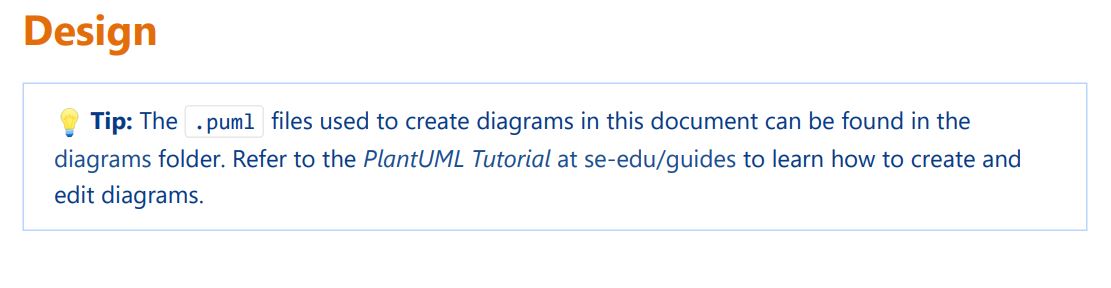 Design
💡 Tip: The .puml files used to create diagrams in this document can be found in the
diagrams folder. Refer to the PlantUML Tutorial at se-edu/guides to learn how to create and
edit diagrams.